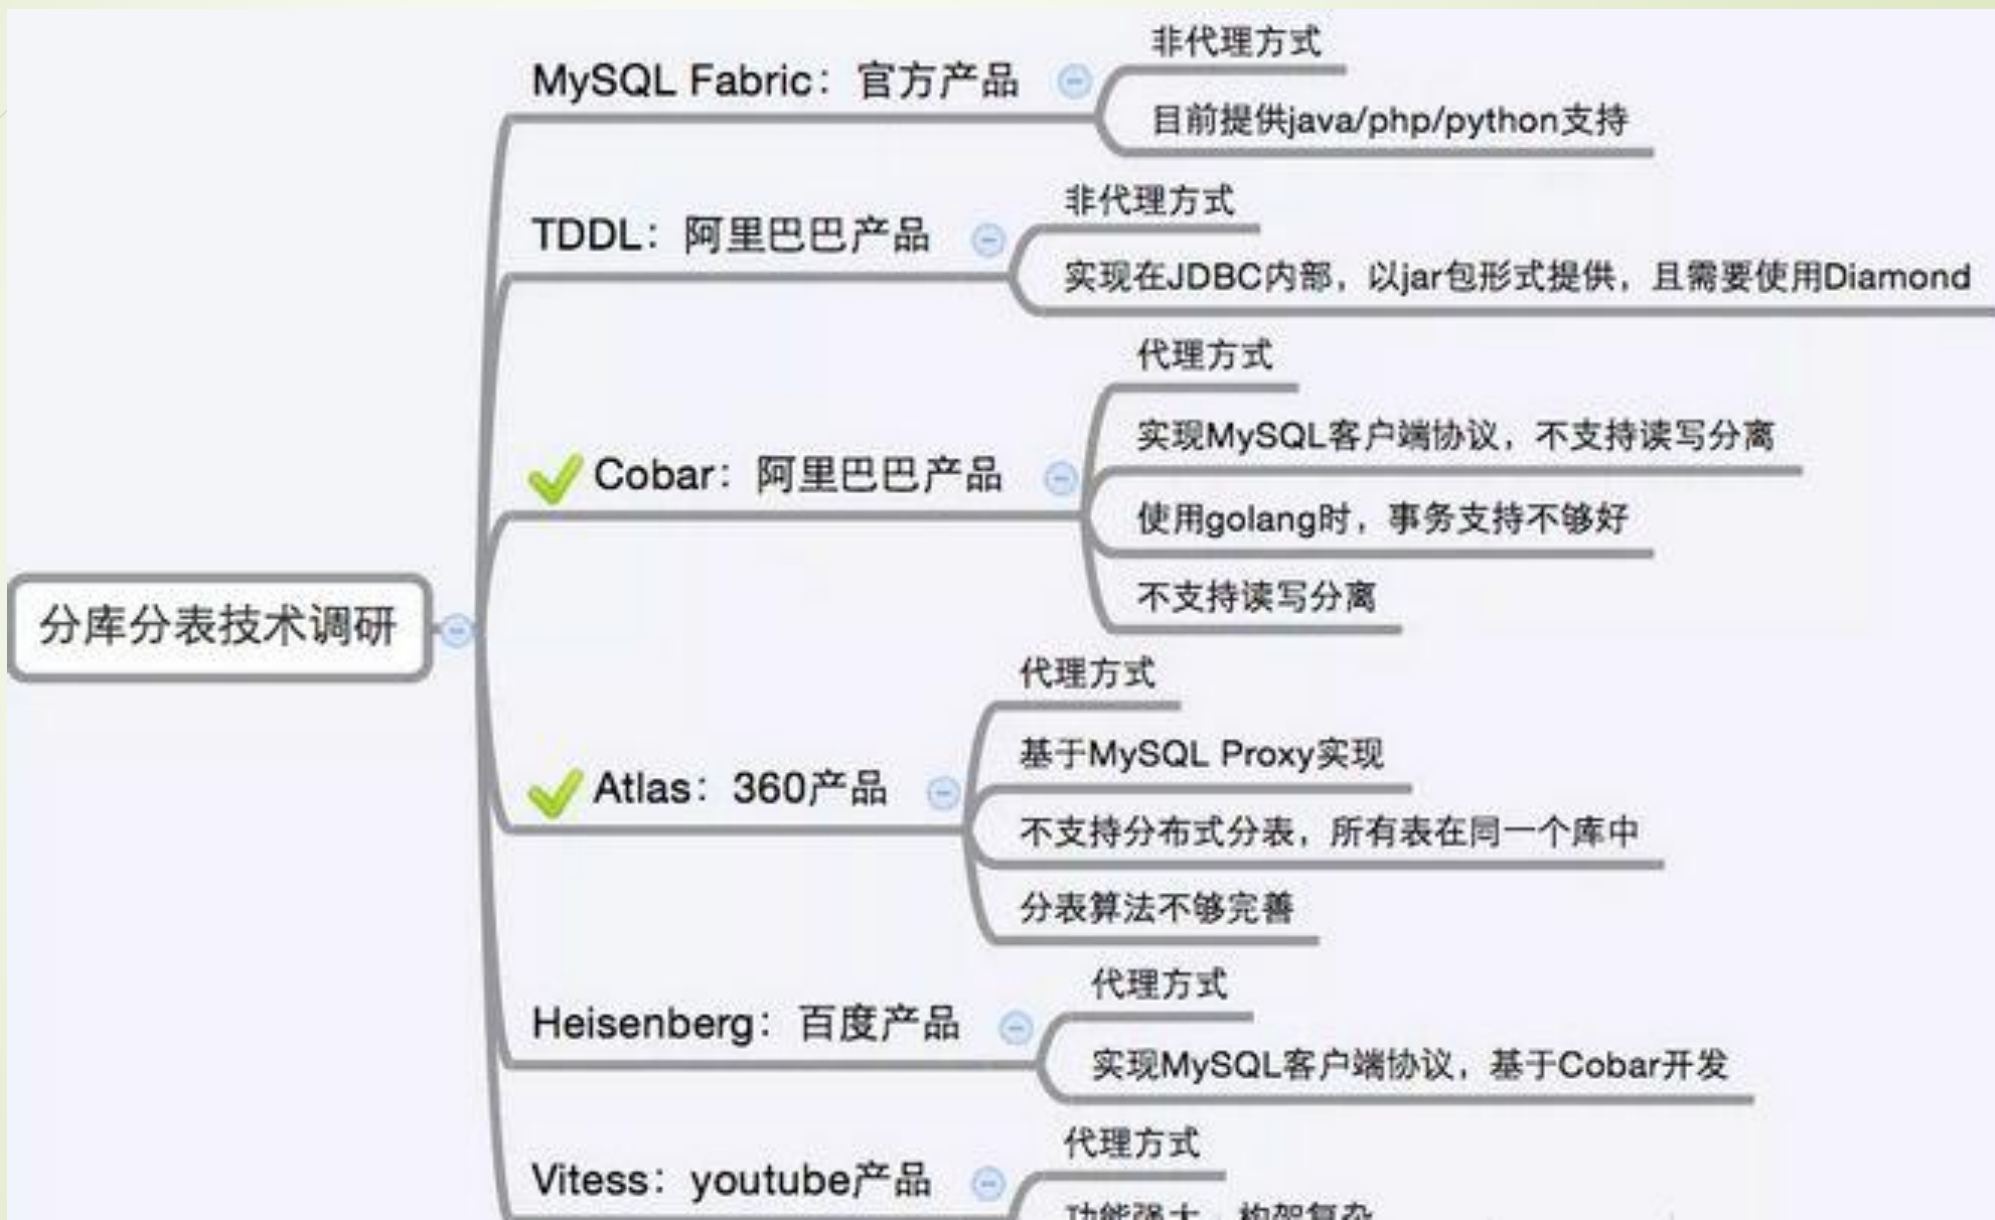 分库分表技术调研
MySQL Fabric：官方产品
非代理方式
目前提供java/php/python支持
TDDL：阿里巴巴产品
非代理方式
实现在JDBC内部，以jar包形式提供，且需要使用Diamond
Cobar：阿里巴巴产品
代理方式
实现MySQL客户端协议，不支持读写分离
使用golang时，事务支持不够好
不支持读写分离
Atlas：360产品
代理方式
基于MySQL Proxy实现
不支持分布式分表，所有表在同一个库中
分表算法不够完善
Heisenberg：百度产品
代理方式
实现MySQL客户端协议，基于Cobar开发
Vitess：youtube产品
代理方式
功能强大，构架复杂